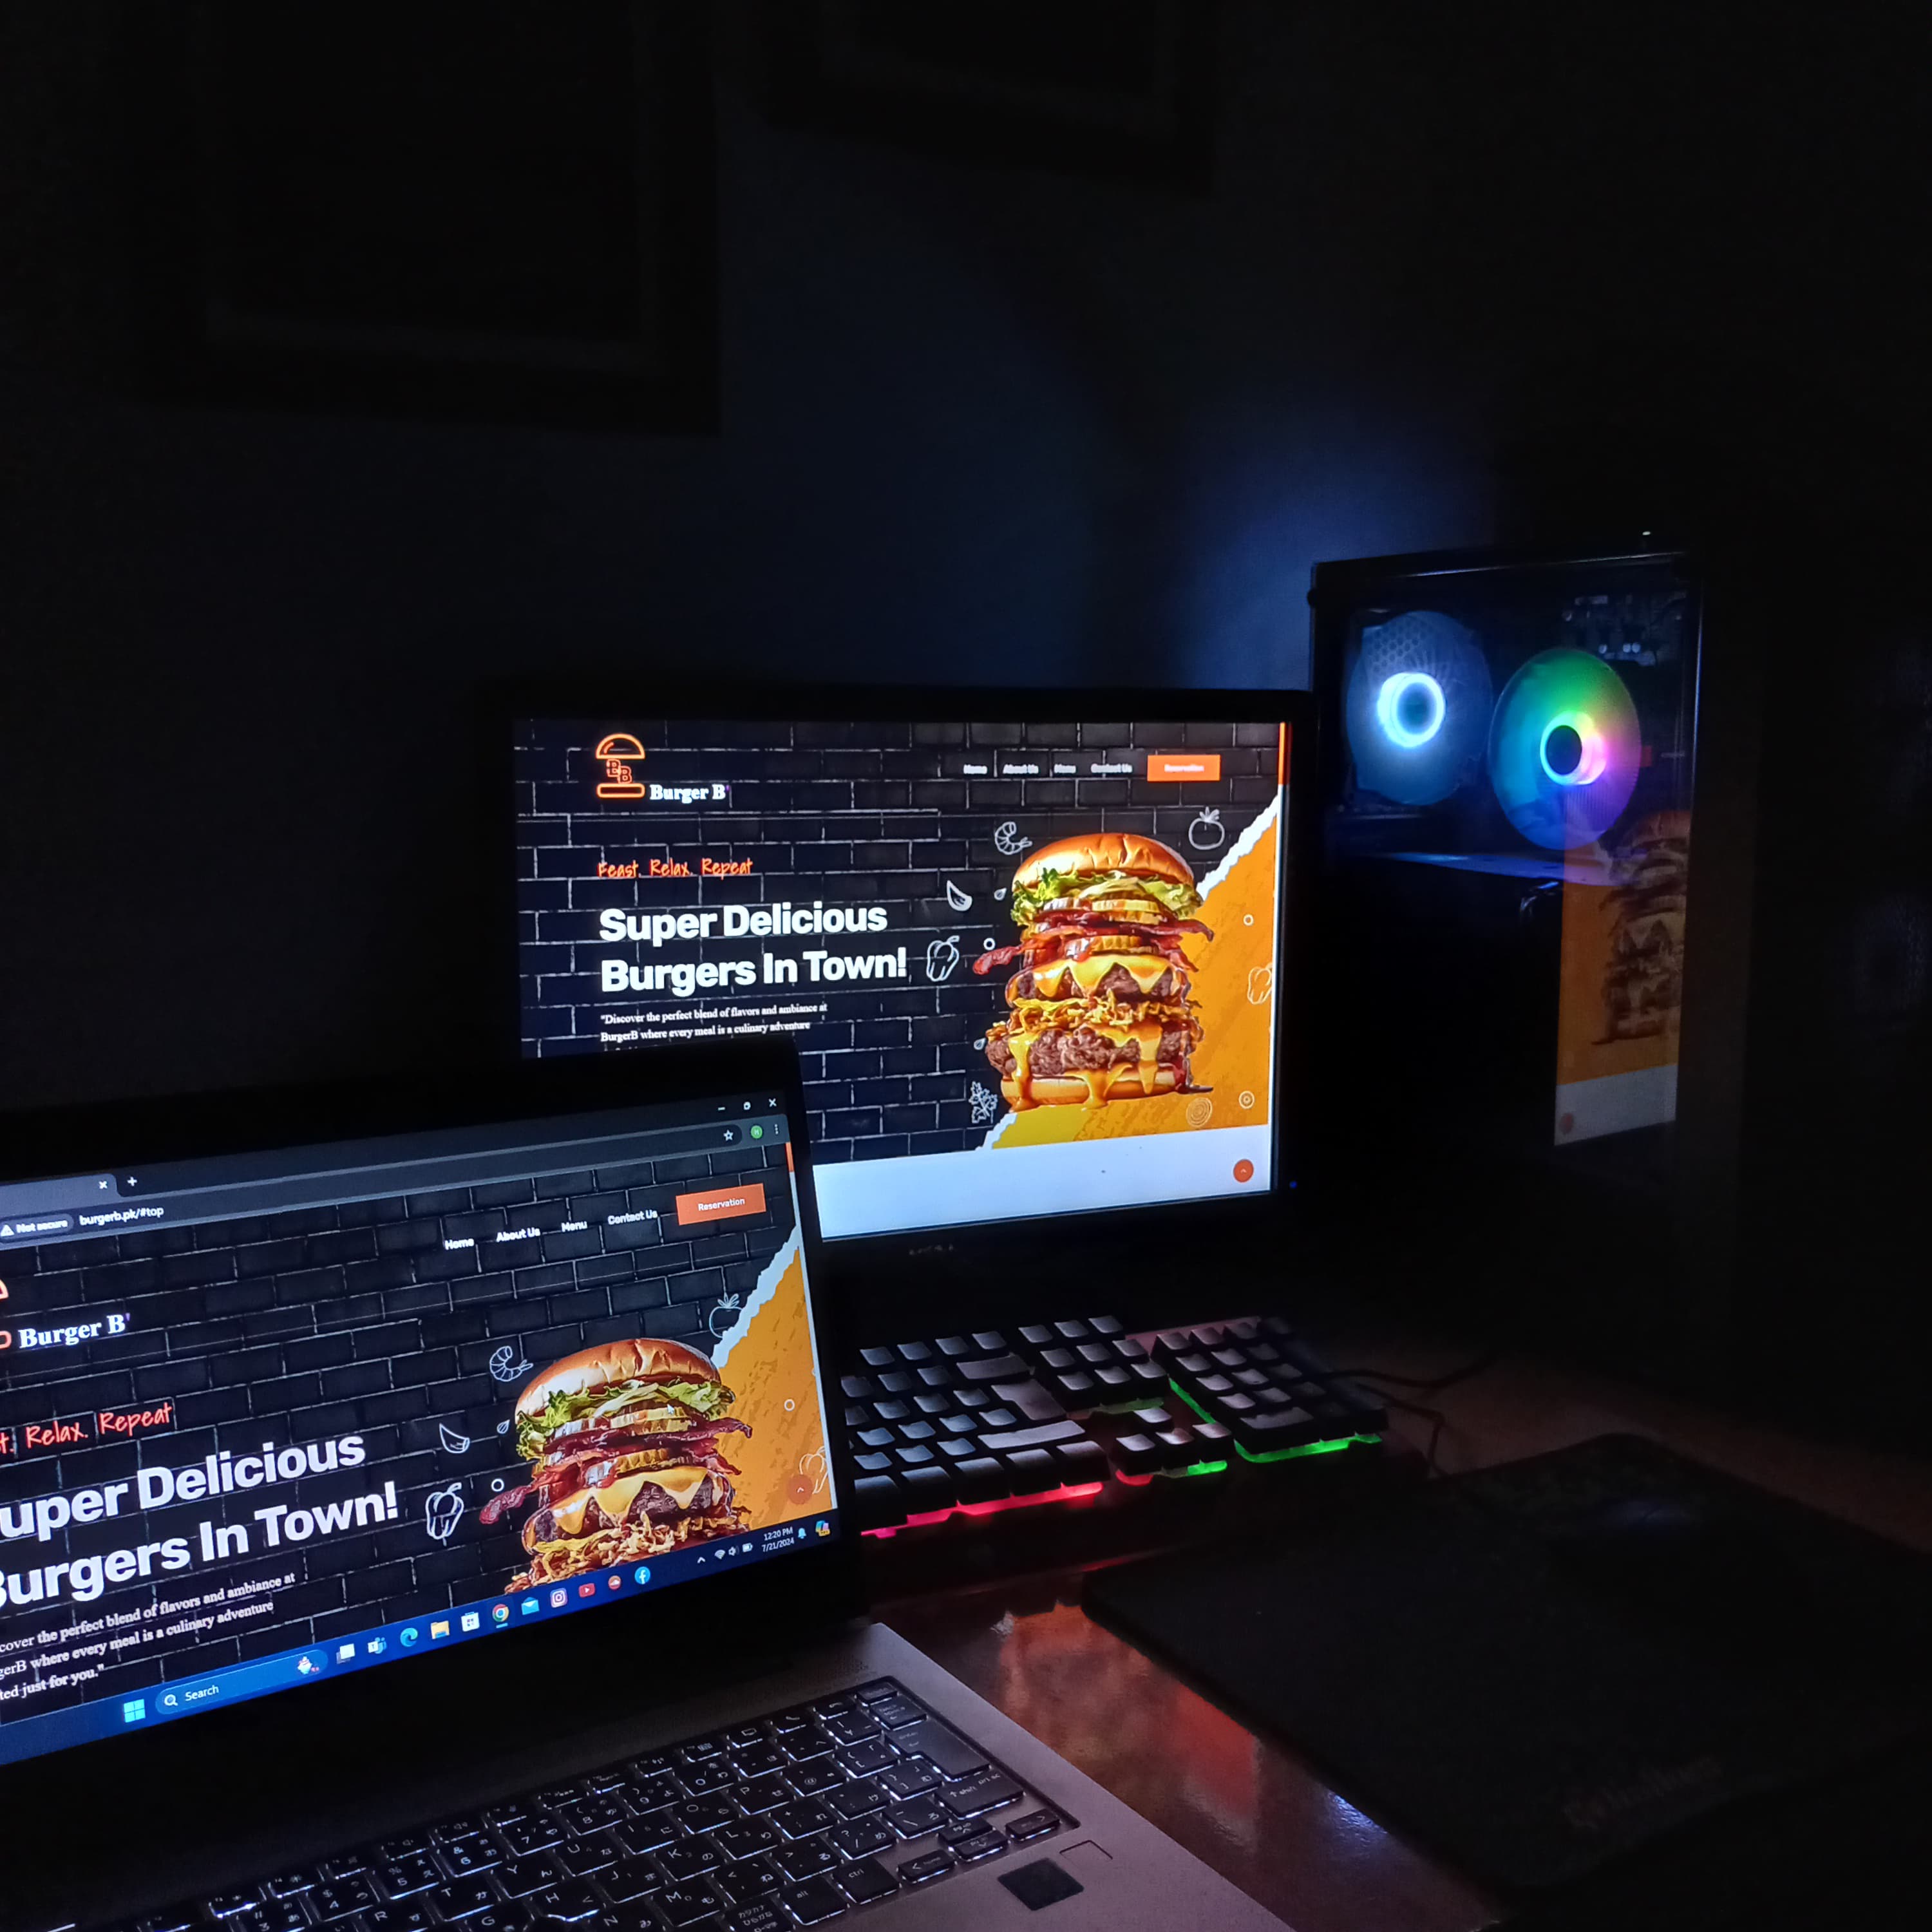 BB
Burger B'
Home About Us Menu Contact Us Reservation
Feast. Relax. Repeat
Super Delicious
Burgers In Town!
"Discover the perfect blend of flavors and ambiance at
BurgerB where every meal is a culinary adventure
Not secure burgerb.pk/#top
Home About Us Menu Contact Us Reservation
Burger B'
t. Relax. Repeat
uper Delicious
Burgers In Town!
cover the perfect blend of flavors and ambiance at
gerB where every meal is a culinary adventure
ted just for you."
12:20 PM
7/21/2024
Search